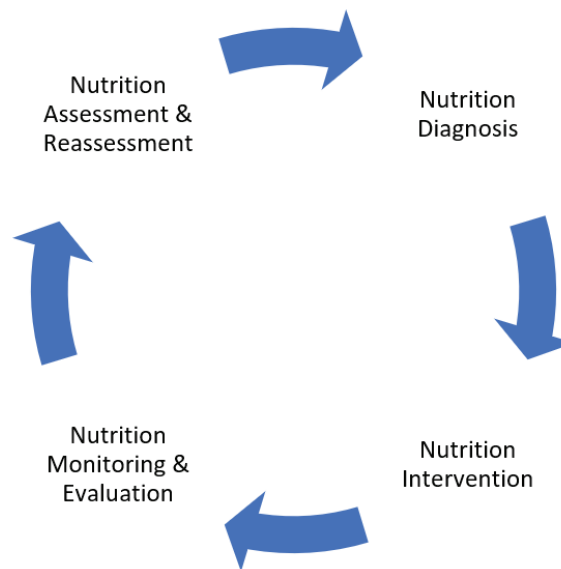 Nutrition
Assessment &
Reassessment
Nutrition
Diagnosis
Nutrition
Intervention
Nutrition
Monitoring &
Evaluation